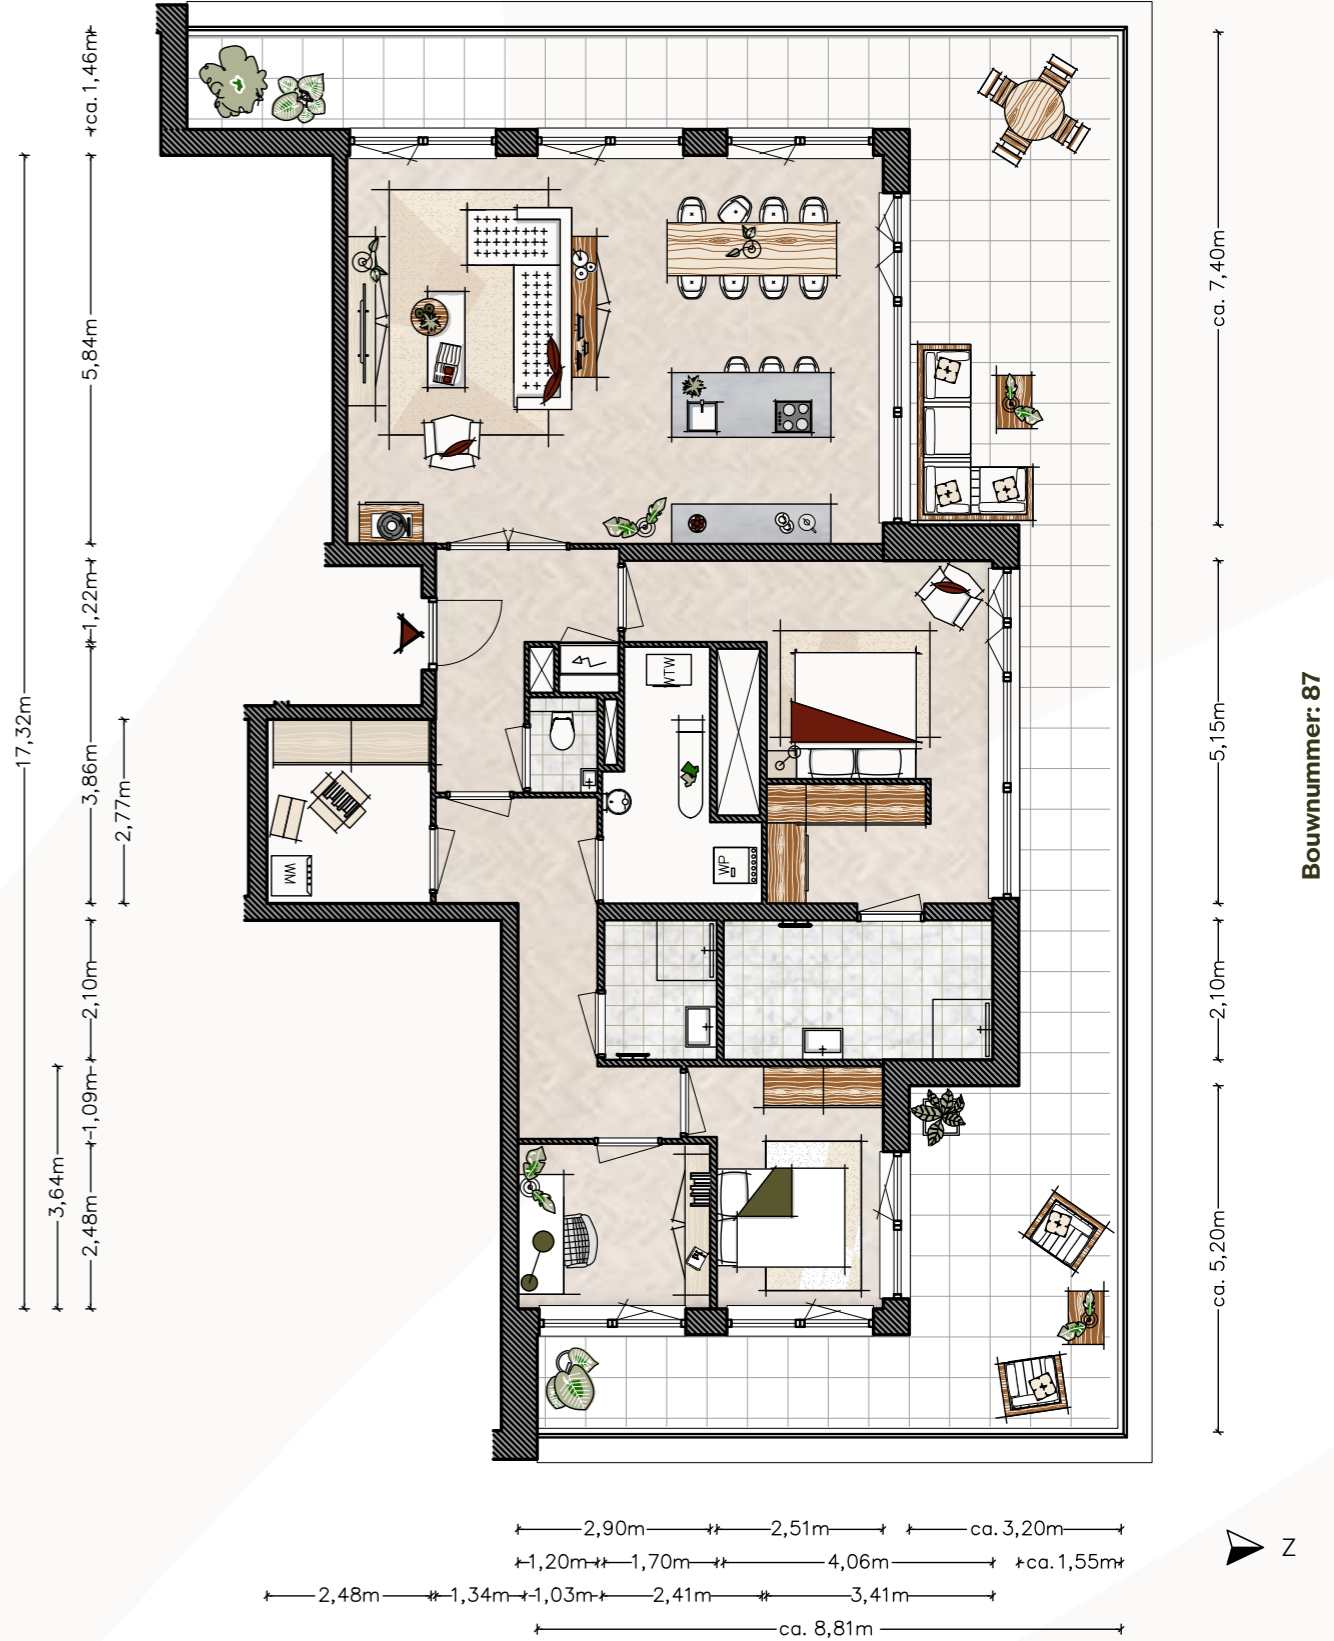 ca. 1,46m
5,84m
1,22m
17,32m
3,86m
2,77m
2,10m
1,09m
3,64m
2,48m
WTW
WP
WM
ca. 7,40m
5,15m
2,10m
ca. 5,20m
Bouwnummer: 87
2,90m
2,51m
ca. 3,20m
1,20m
1,70m
4,06m
ca. 1,55m
2,48m
1,34m
1,03m
2,41m
3,41m
ca. 8,81m
Z